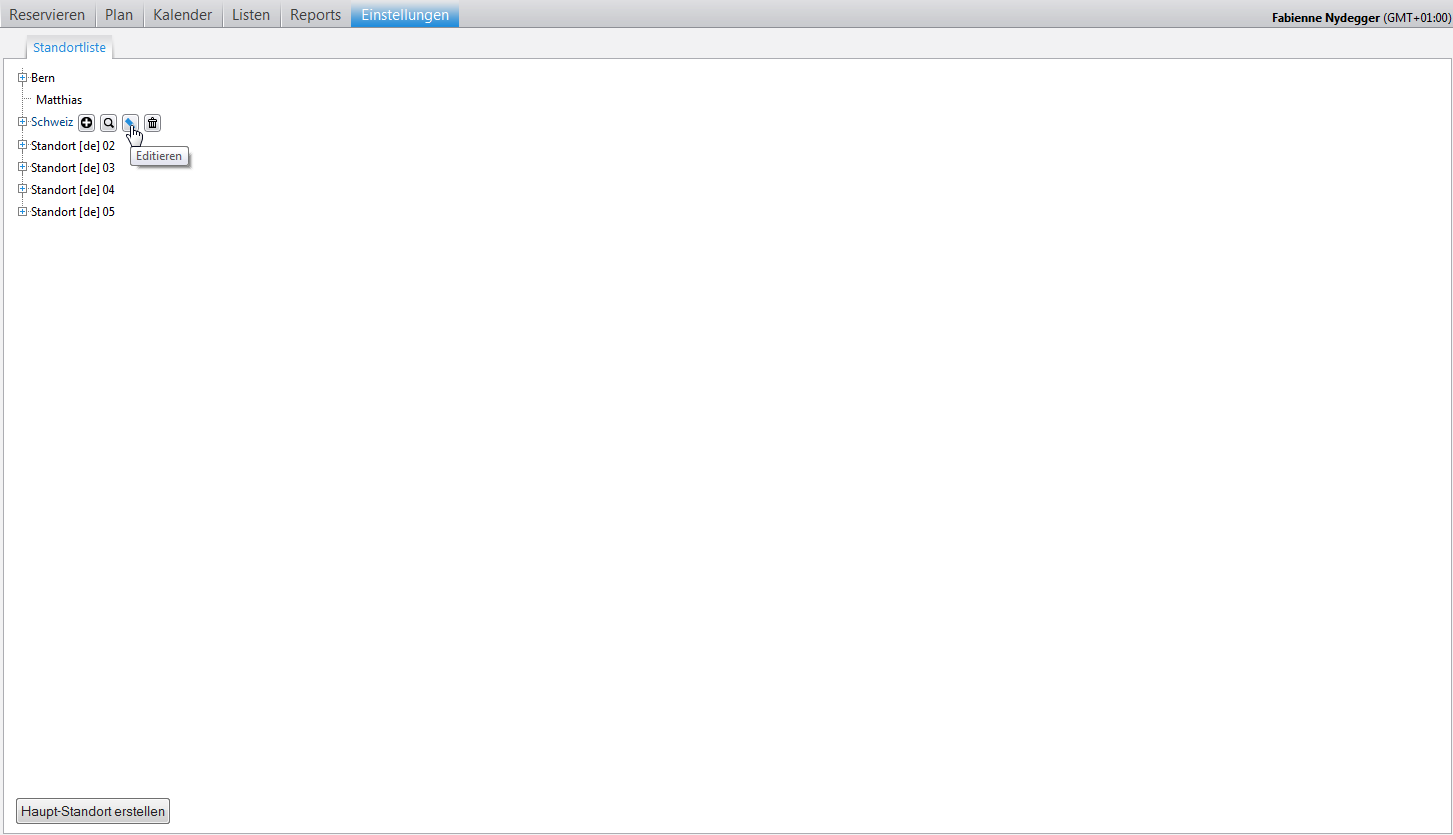 Reservieren Plan Kalender Listen Reports Einstellungen Fabienne Nydegger (GMT+01:00)
Standortliste
Bern
Matthias
Schweiz
Standort [de] 02
Editieren
Standort [de] 03
Standort [de] 04
Standort [de] 05
Haupt-Standort erstellen